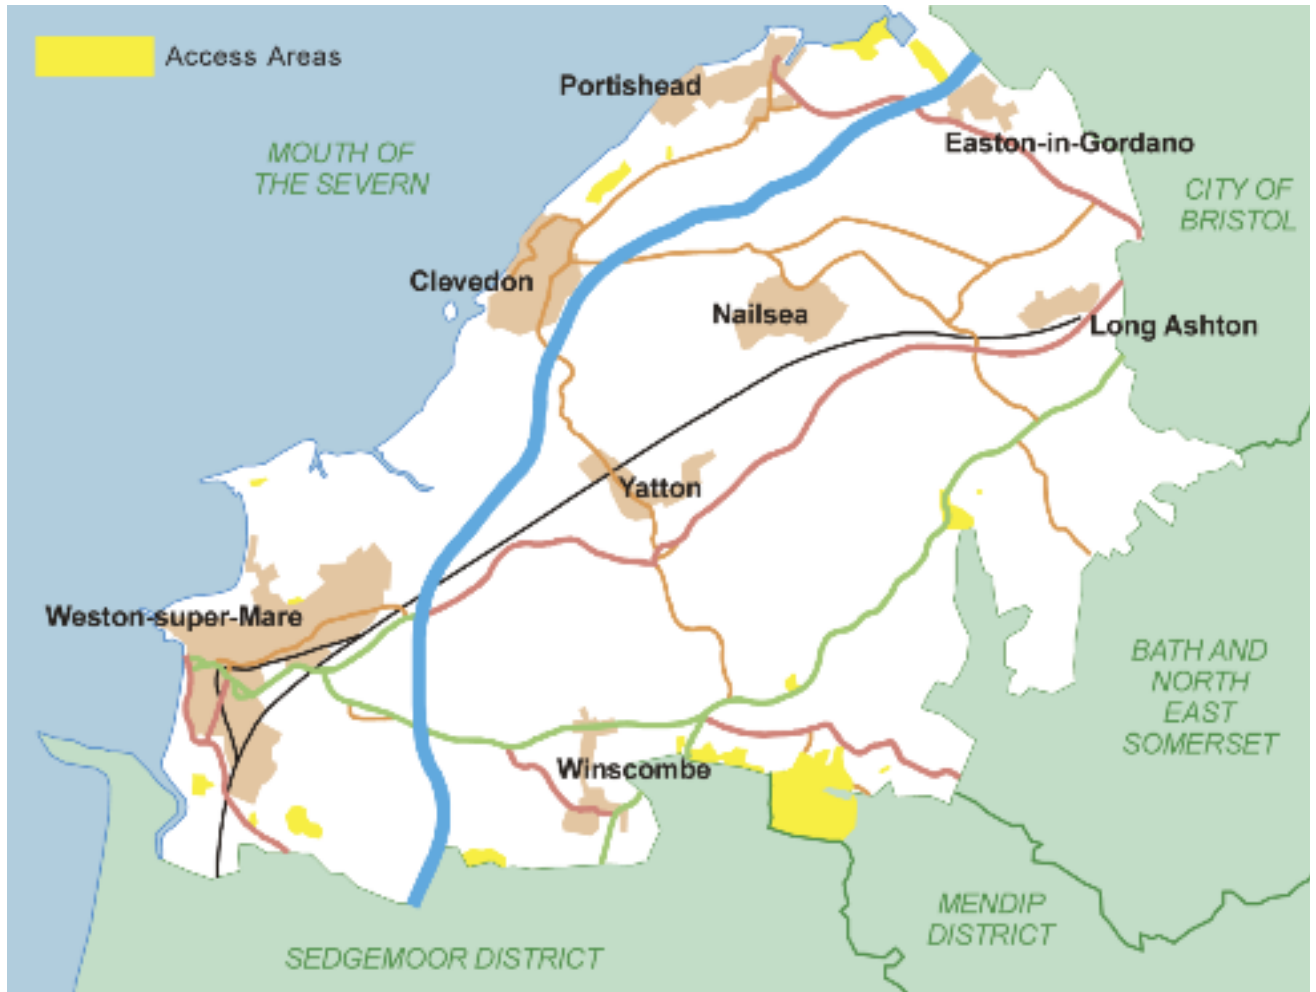 Access Areas
Portishead
MOUTH OF
THE SEVERN
Easton-in-Gordano
CITY OF
BRISTOL
Clevedon
Nailsea
Long Ashton
Yatton
Weston-super-Mare
BATH AND
NORTH
EAST
SOMERSET
Winscombe
MENDIP
DISTRICT
SEDGEMOOR DISTRICT